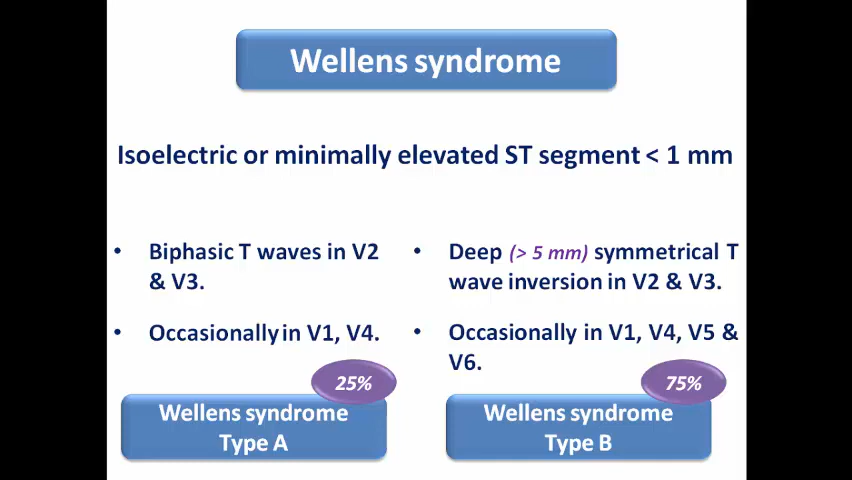 Wellens syndrome
Isoelectric or minimally elevated ST segment < 1 mm
• Biphasic T waves in V2
& V3.
• Occasionally in V1, V4.
25%
Wellens syndrome
Type A
• Deep (> 5 mm) symmetrical T
wave inversion in V2 & V3.
• Occasionally in V1, V4, V5 &
V6.
75%
Wellens syndrome
Type B